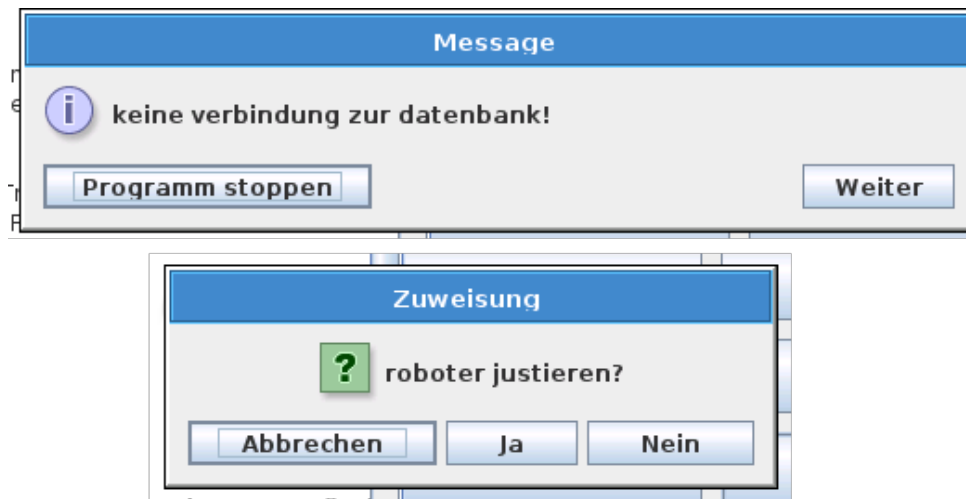 Message
i keine verbindung zur datenbank!
Programm stoppen Weiter
Zuweisung
? roboter justieren?
Abbrechen Ja Nein